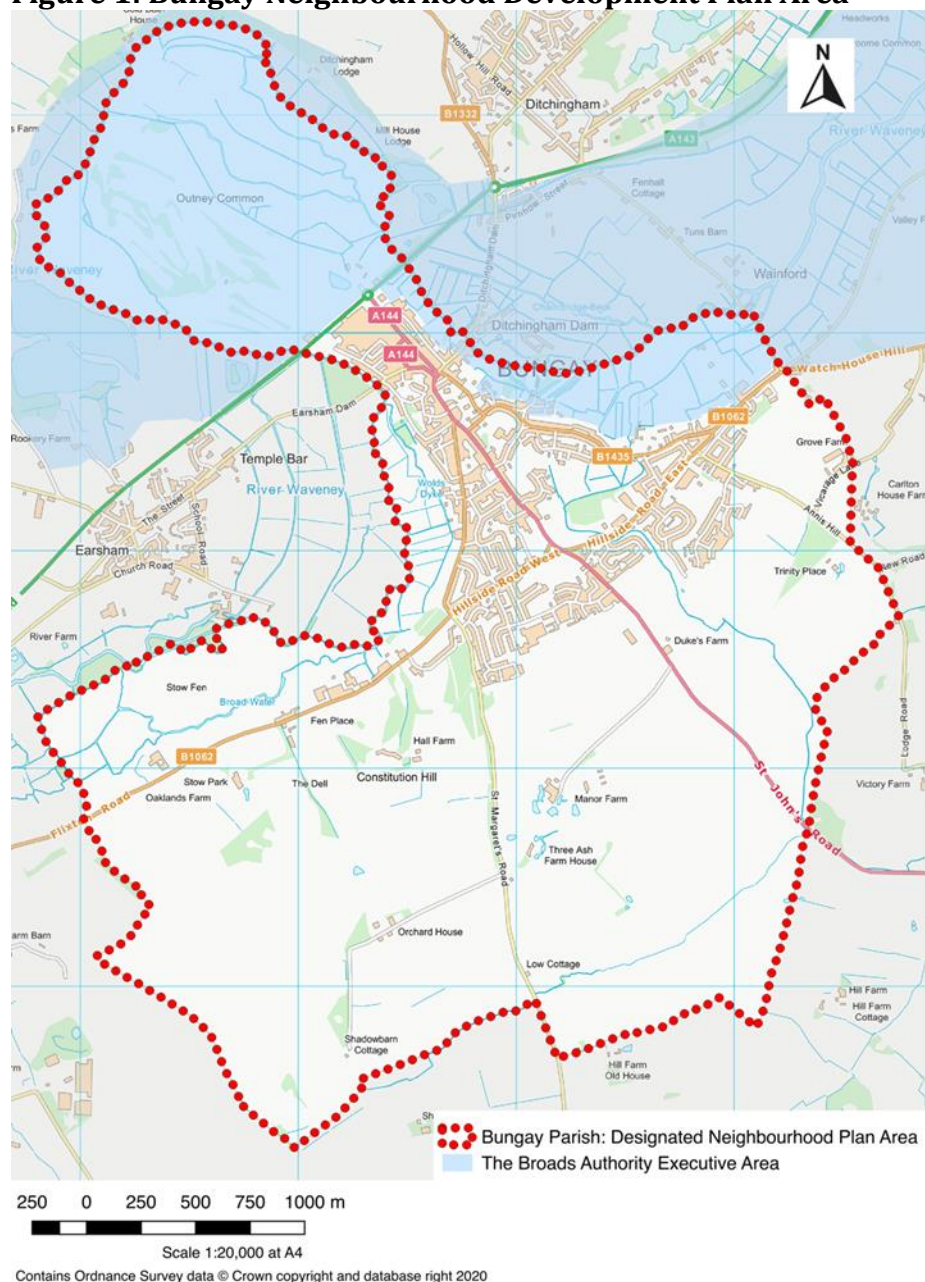 Figure 1: Bungay Neighbourhood Development Plan Area
House
Headworks
Hollow Hill Road
Ditchingham Lodge
Ditchingham
N
B1332
A143
River Waveney
Mill House Lodge
Pirnhow Street
Fenhall Cottage
Outney Common
Tuns Barn
Valley
Ditchingham Dam
Wainford
River Waveney
A144
Ditchingham Dam
A144
BUNGAY
Watch House Hill
Earsham Dam
B1062
Rookery Farm
Grove Farm
Temple Bar
B1435
Vicarage Lane
Carlton House Farm
River Waveney
The Street
School Road
Hillside Road East
Annis Hill
Earsham
Church Road
Hillside Road West
Trinity Place
New Road
River Farm
Duke's Farm
Stow Fen
Broad Water
Lodge Road
Fen Place
Hall Farm
B1062
Stow Park
The Dell
Constitution Hill
Oaklands Farm
Manor Farm
Victory Farm
Flixton Road
St. Margaret's Road
St John's Road
Three Ash Farm House
Orchard House
Low Cottage
Hill Farm
Hill Farm Cottage
Shadowbarn Cottage
Hill Farm Old House
Bungay Parish: Designated Neighbourhood Plan Area
The Broads Authority Executive Area
250 0 250 500 750 1000 m
Scale 1:20,000 at A4
Contains Ordnance Survey data © Crown copyright and database right 2020